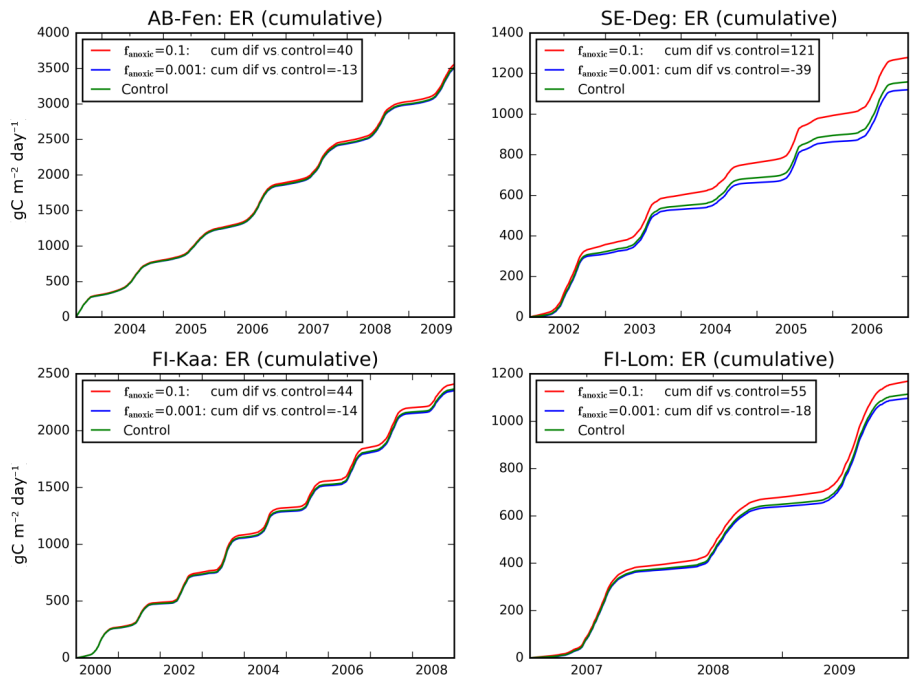 AB-Fen: ER (cumulative)
4000
3500
3000
2500
2000
1500
1000
500
0
gC m⁻² day⁻¹
f_anoxic=0.1: cum dif vs control=40
f_anoxic=0.001: cum dif vs control=-13
Control
2004 2005 2006 2007 2008 2009
SE-Deg: ER (cumulative)
1400
1200
1000
800
600
400
200
0
f_anoxic=0.1: cum dif vs control=121
f_anoxic=0.001: cum dif vs control=-39
Control
2002 2003 2004 2005 2006
FI-Kaa: ER (cumulative)
2500
2000
1500
1000
500
0
gC m⁻² day⁻¹
f_anoxic=0.1: cum dif vs control=44
f_anoxic=0.001: cum dif vs control=-14
Control
2000 2002 2004 2006 2008
FI-Lom: ER (cumulative)
1200
1000
800
600
400
200
0
f_anoxic=0.1: cum dif vs control=55
f_anoxic=0.001: cum dif vs control=-18
Control
2007 2008 2009